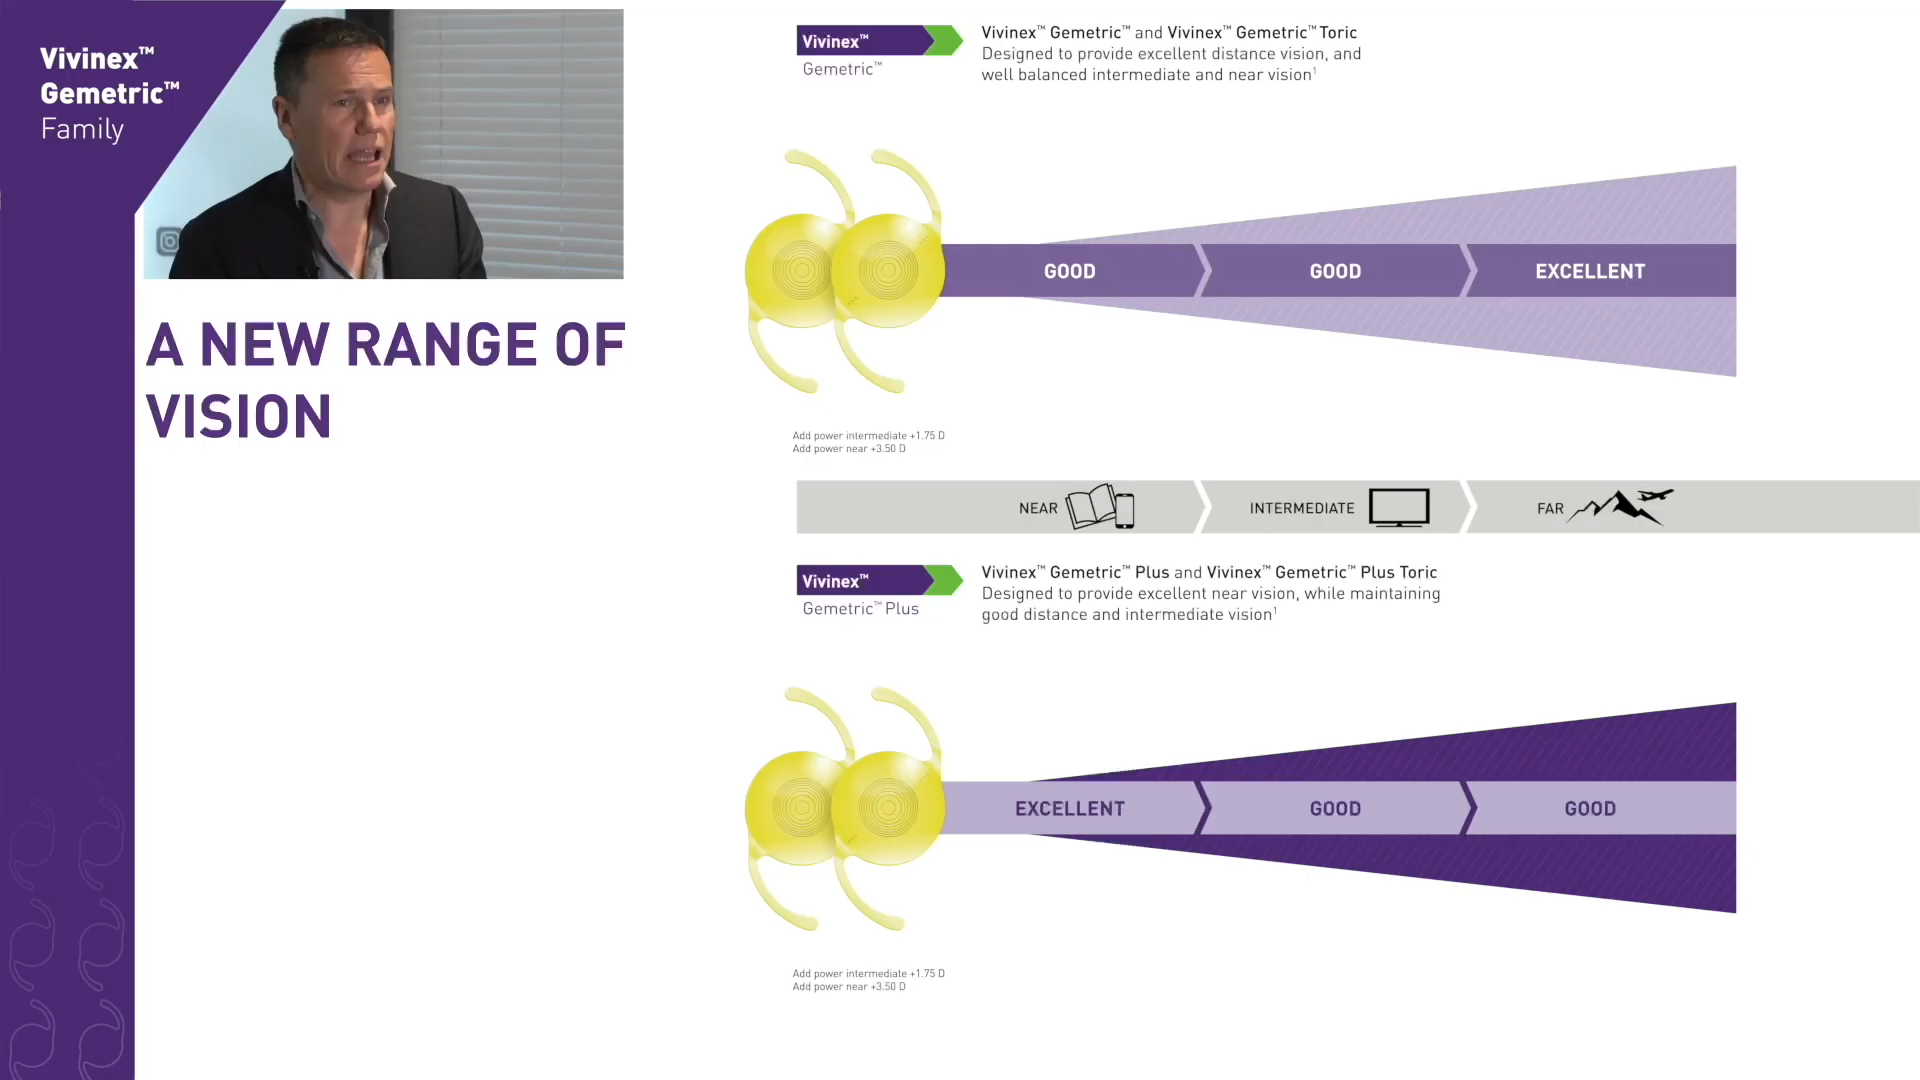 Vivinex™
Gemetric™
Family
A NEW RANGE OF
VISION
Vivinex™
Gemetric™
Vivinex™ Gemetric™ and Vivinex™ Gemetric™ Toric
Designed to provide excellent distance vision, and
well balanced intermediate and near vision¹
GOOD
GOOD
EXCELLENT
Add power intermediate +1.75 D
Add power near +3.50 D
NEAR
INTERMEDIATE
FAR
Vivinex™
Gemetric™ Plus
Vivinex™ Gemetric™ Plus and Vivinex™ Gemetric™ Plus Toric
Designed to provide excellent near vision, while maintaining
good distance and intermediate vision¹
EXCELLENT
GOOD
GOOD
Add power intermediate +1.75 D
Add power near +3.50 D